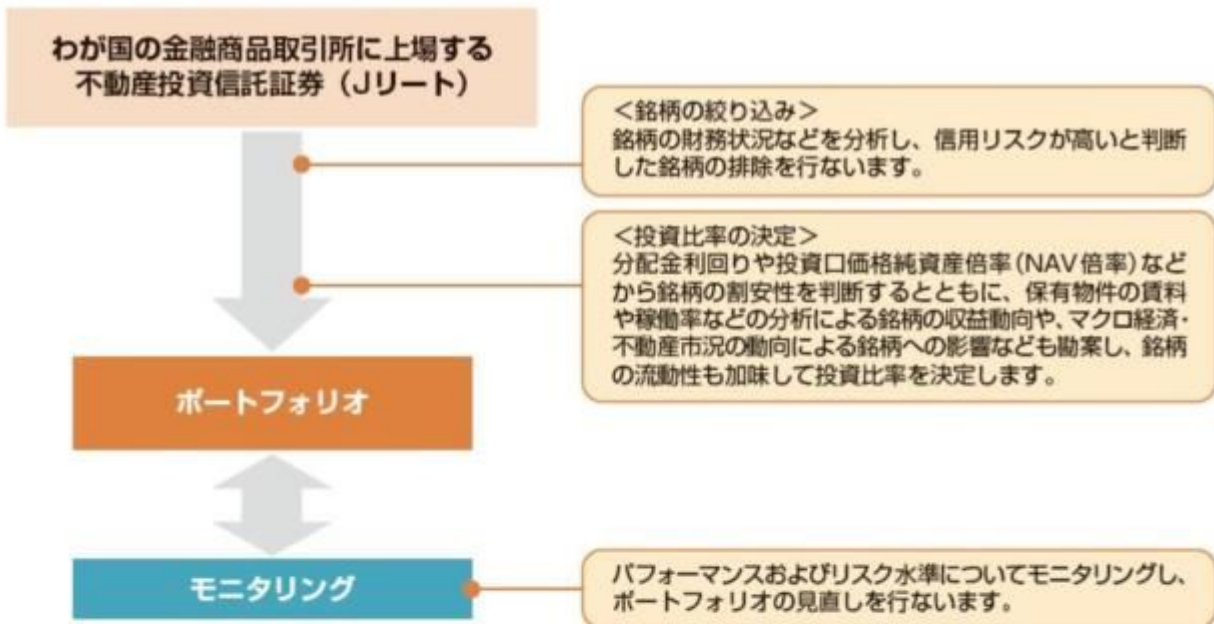 わが国の金融商品取引所に上場する
不動産投資信託証券（Jリート）
＜銘柄の絞り込み＞
銘柄の財務状況などを分析し、信用リスクが高いと判断
した銘柄の排除を行ないます。
＜投資比率の決定＞
分配金利回りや投資口価格純資産倍率（NAV倍率）など
から銘柄の割安性を判断するとともに、保有物件の賃料
や稼働率などの分析による銘柄の収益動向や、マクロ経済・
不動産市況の動向による銘柄への影響なども勘案し、銘柄
の流動性も加味して投資比率を決定します。
ポートフォリオ
モニタリング
パフォーマンスおよびリスク水準についてモニタリングし、
ポートフォリオの見直しを行ないます。